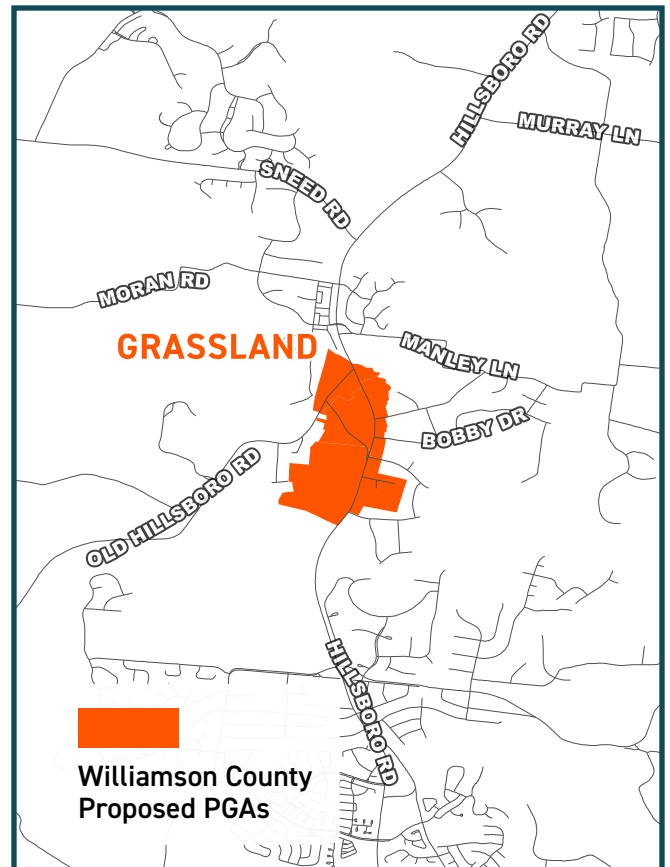 HILLSBORO RD
MURRAY LN
SNEED RD
MORAN RD
GRASSLAND
MANLEY LN
BOBBY DR
OLD HILLSBORO RD
HILLSBORO RD
Williamson County
Proposed PGAs